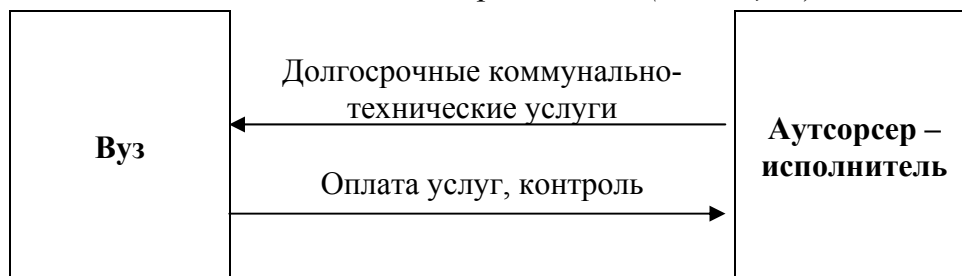 Долгосрочные коммунально-
технические услуги
Вуз
Аутсорсер –
исполнитель
Оплата услуг, контроль